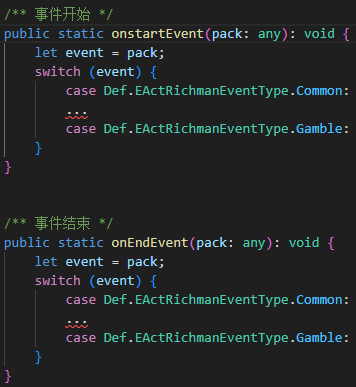 /** 事件开始 */
public static onstartEvent(pack: any): void {
let event = pack;
switch (event) {
case Def.EActRichmanEventType.Common:
...
case Def.EActRichmanEventType.Gamble:
}
}
/** 事件结束 */
public static onEndEvent(pack: any): void {
let event = pack;
switch (event) {
case Def.EActRichmanEventType.Common:
...
case Def.EActRichmanEventType.Gamble:
}
}